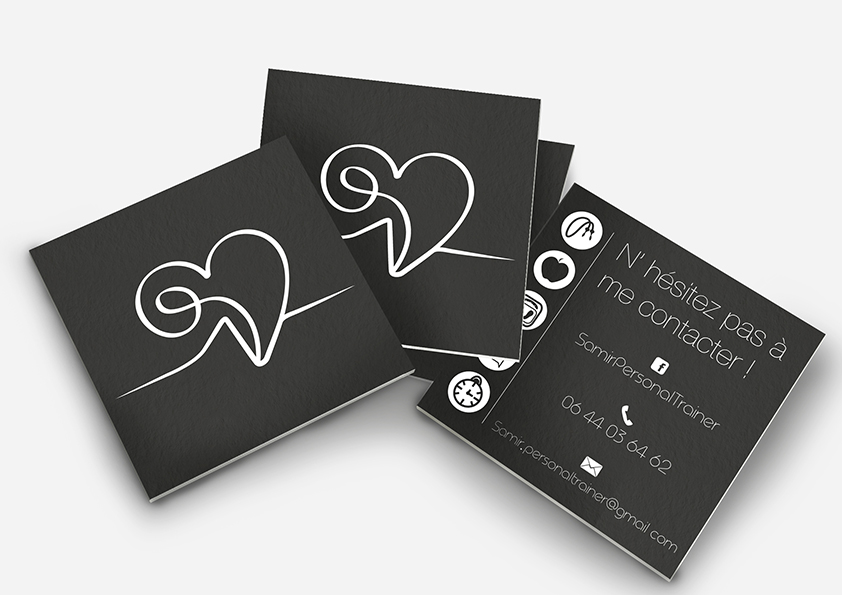 N' hésitez pas à
me contacter !
SamirPersonalTrainer
06 44 03 64 62
Samir.personaltrainer@gmail.com